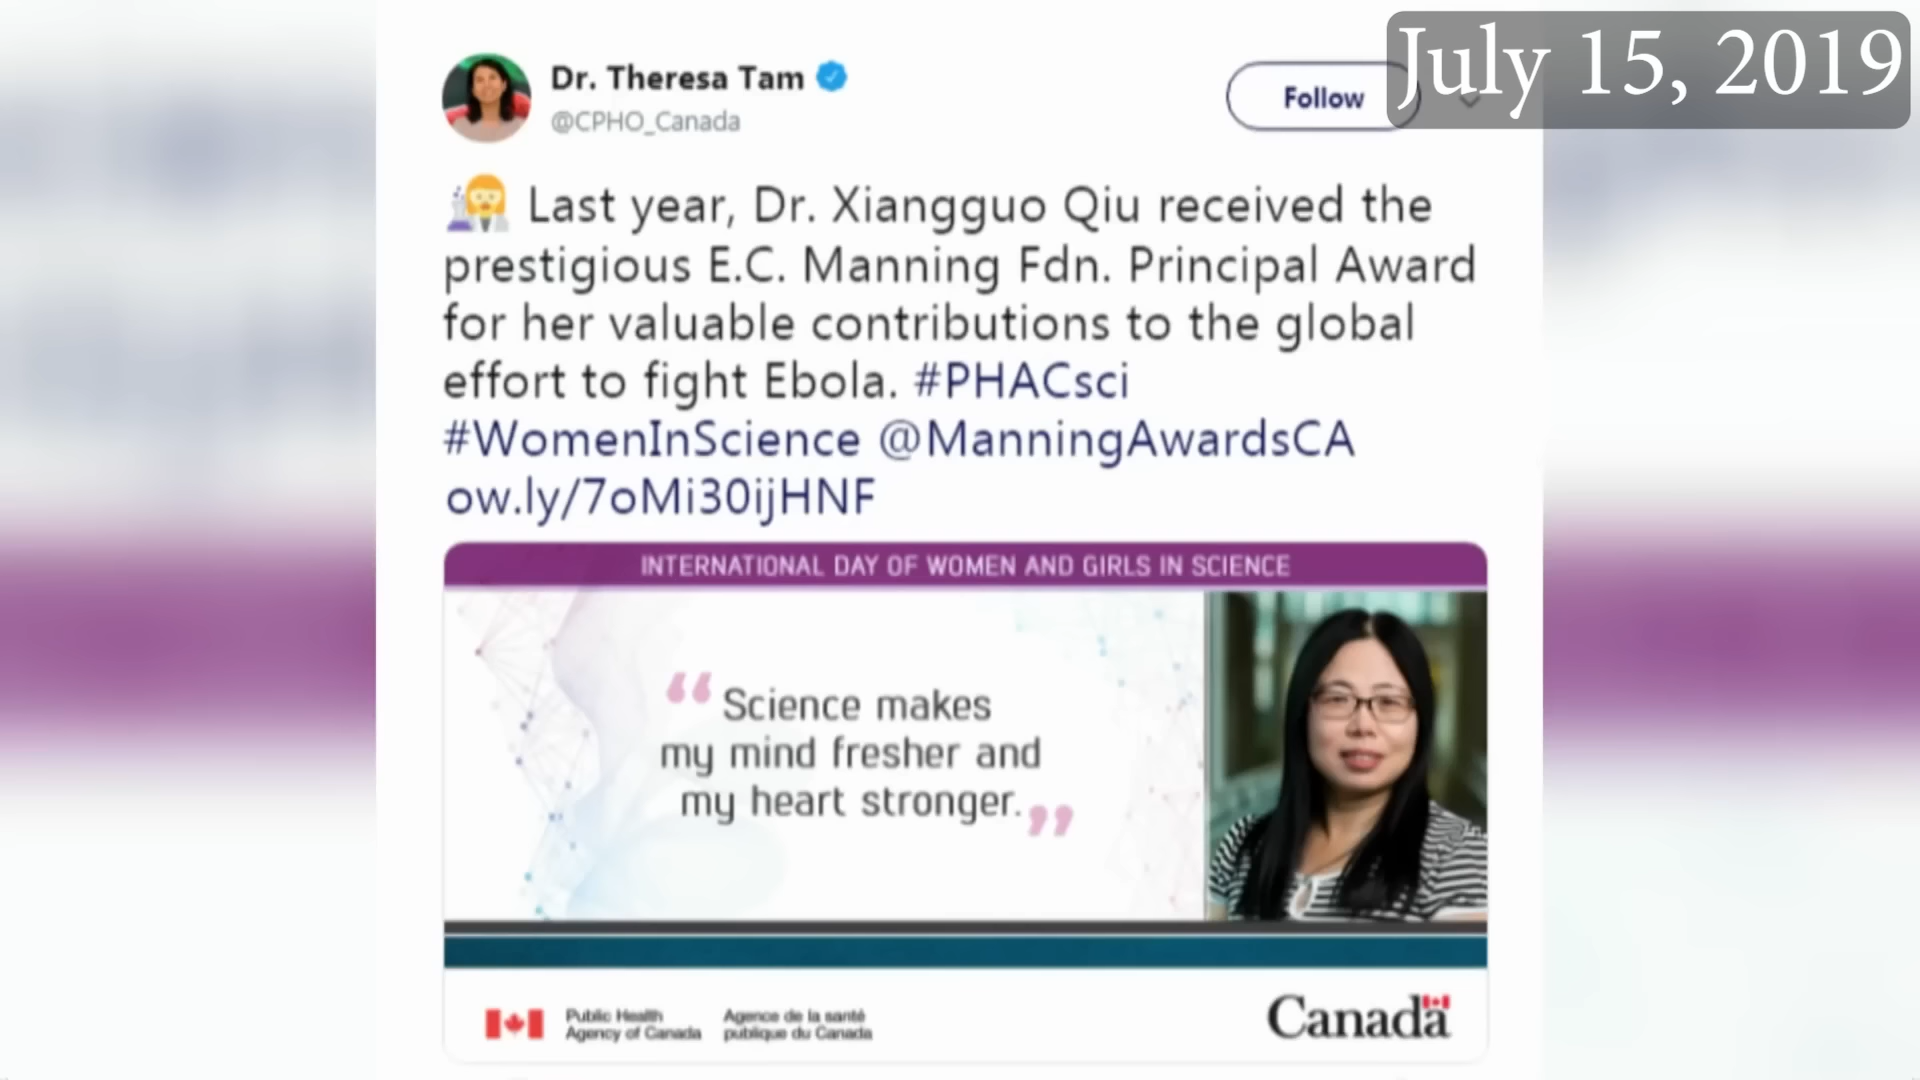 July 15, 2019
Dr. Theresa Tam
@CPHO_Canada
Follow
Last year, Dr. Xiangguo Qiu received the
prestigious E.C. Manning Fdn. Principal Award
for her valuable contributions to the global
effort to fight Ebola. #PHACsci
#WomenInScience @ManningAwardsCA
ow.ly/7oMi30ijHNF
INTERNATIONAL DAY OF WOMEN AND GIRLS IN SCIENCE
“Science makes
my mind fresher and
my heart stronger.”
Public Health
Agency of Canada
Agence de la santé
publique du Canada
Canada